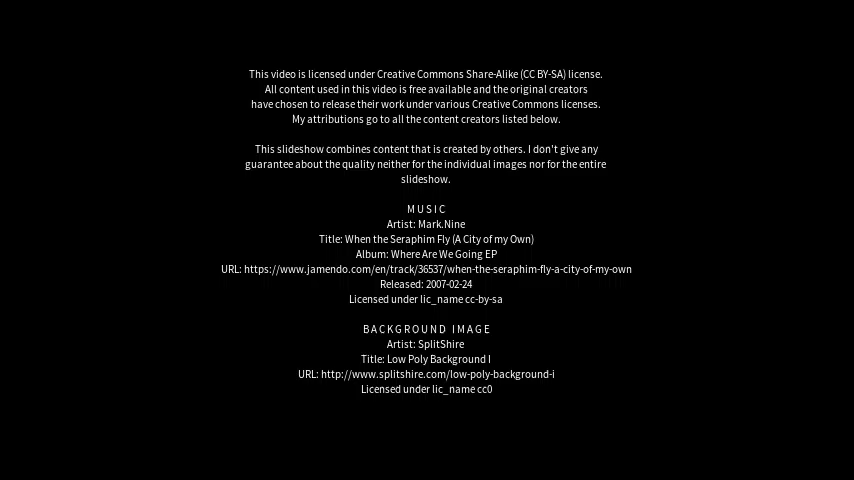 This video is licensed under Creative Commons Share-Alike (CC BY-SA) license.
All content used in this video is free available and the original creators
have chosen to release their work under various Creative Commons licenses.
My attributions go to all the content creators listed below.
This slideshow combines content that is created by others. I don't give any
guarantee about the quality neither for the individual images nor for the entire
slideshow.
MUSIC
Artist: Mark.Nine
Title: When the Seraphim Fly (A City of my Own)
Album: Where Are We Going EP
URL: https://www.jamendo.com/en/track/36537/when-the-seraphim-fly-a-city-of-my-own
Released: 2007-02-24
Licensed under lic_name cc-by-sa
BACKGROUND IMAGE
Artist: SplitShire
Title: Low Poly Background I
URL: http://www.splitshire.com/low-poly-background-i
Licensed under lic_name cc0